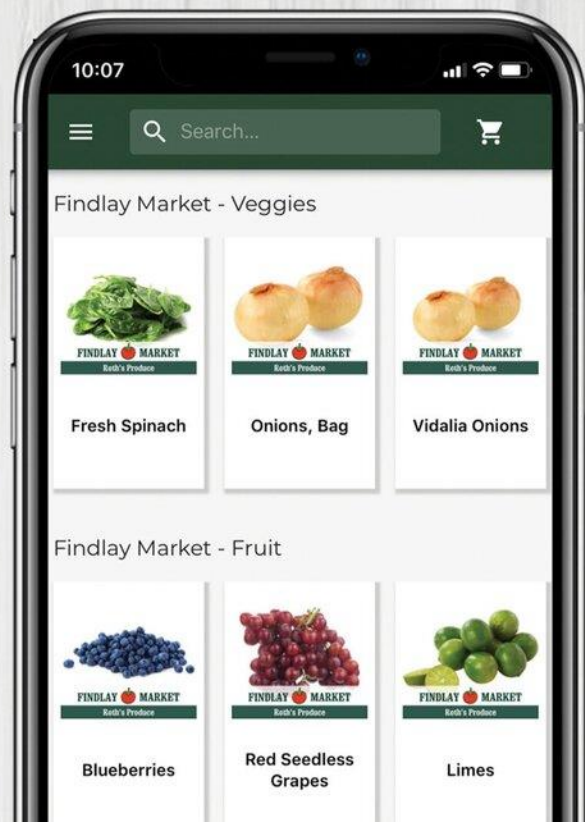 10:07
Search...
Findlay Market - Veggies
FINDLAY MARKET
Roth's Produce
Fresh Spinach
FINDLAY MARKET
Roth's Produce
Onions, Bag
FINDLAY MARKET
Roth's Produce
Vidalia Onions
Findlay Market - Fruit
FINDLAY MARKET
Roth's Produce
Blueberries
FINDLAY MARKET
Roth's Produce
Red Seedless
Grapes
FINDLAY MARKET
Roth's Produce
Limes